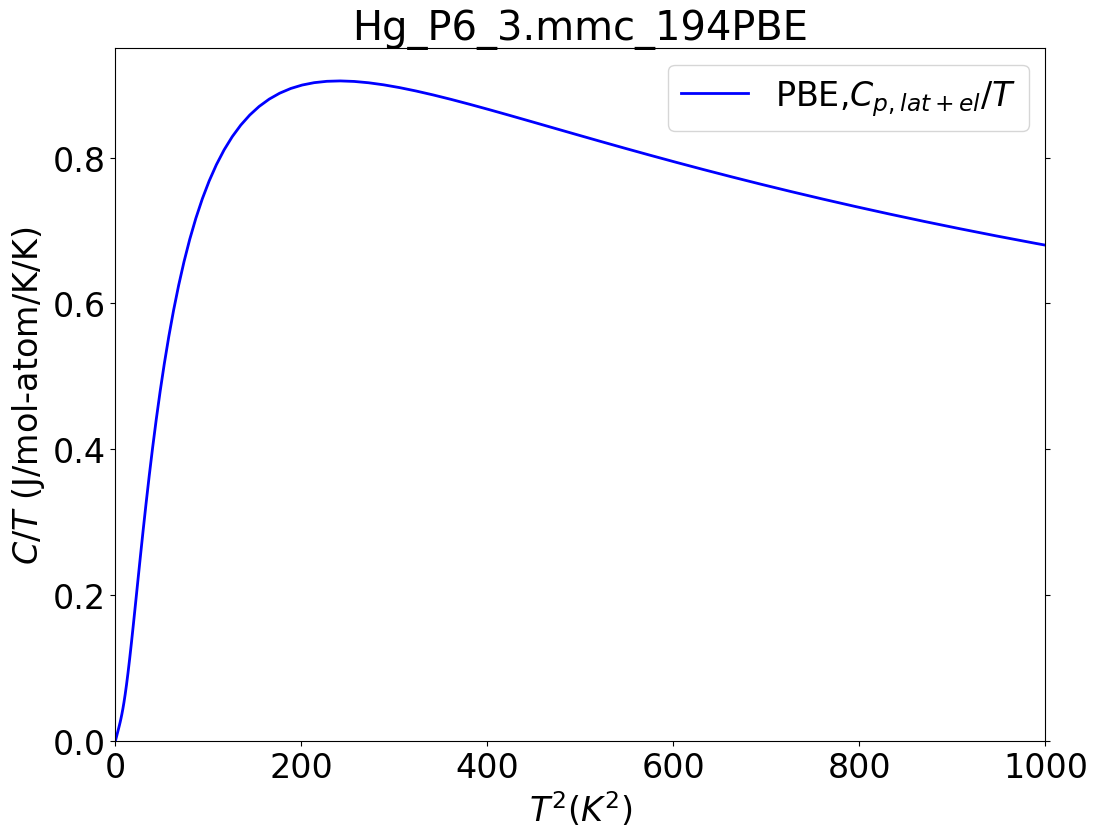 Hg_P6_3.mmc_194PBE
PBE,$C_{p,lat+el}/T$
C/T (J/mol-atom/K/K)
0.8
0.6
0.4
0.2
0.0
0 200 400 600 800 1000
$T^2(K^2)$